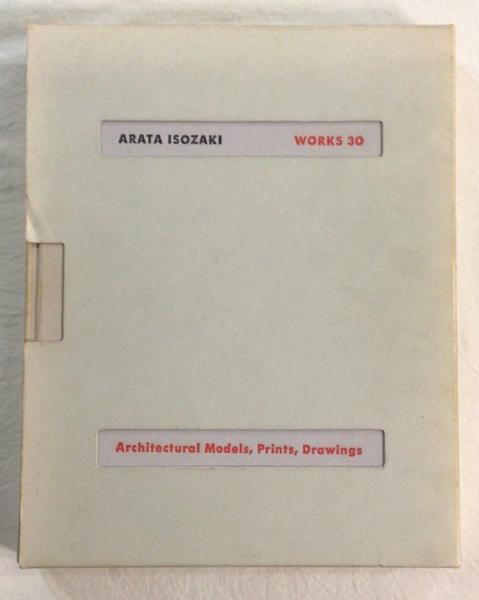 ARATA ISOZAKI WORKS 30
Architectural Models, Prints, Drawings